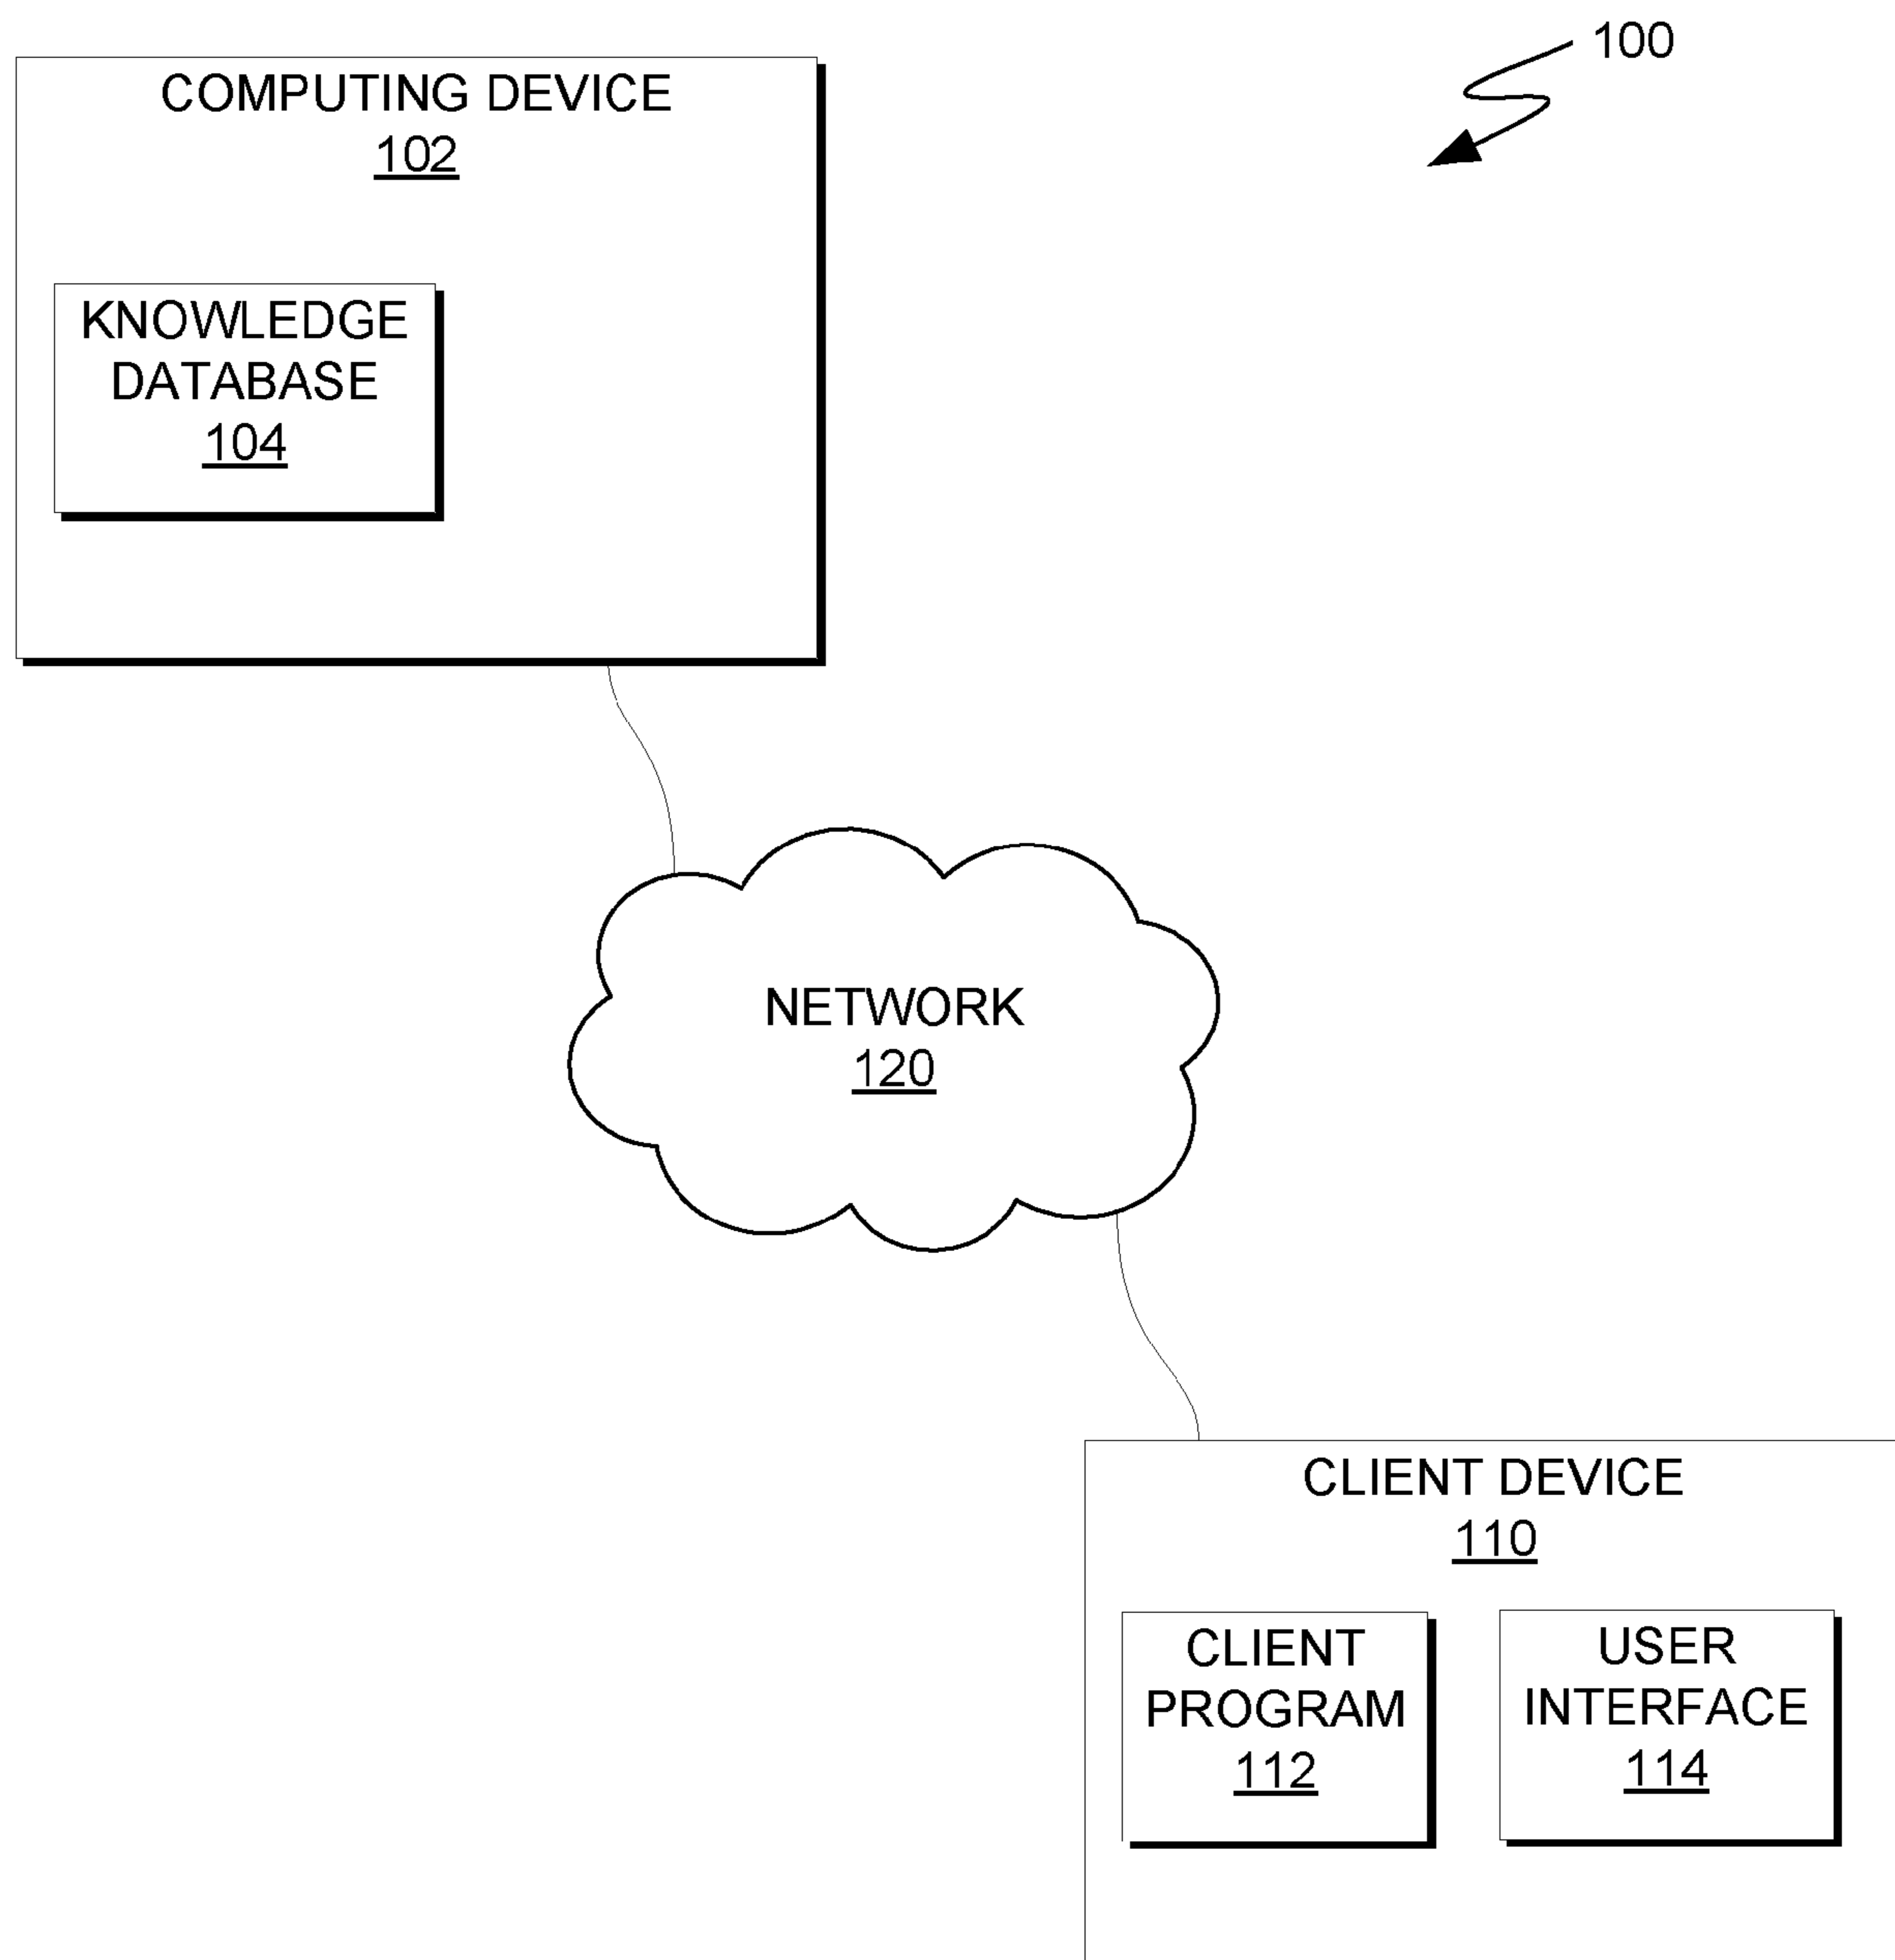 100
COMPUTING DEVICE
102
KNOWLEDGE
DATABASE
104
NETWORK
120
CLIENT DEVICE
110
CLIENT
PROGRAM
112
USER
INTERFACE
114